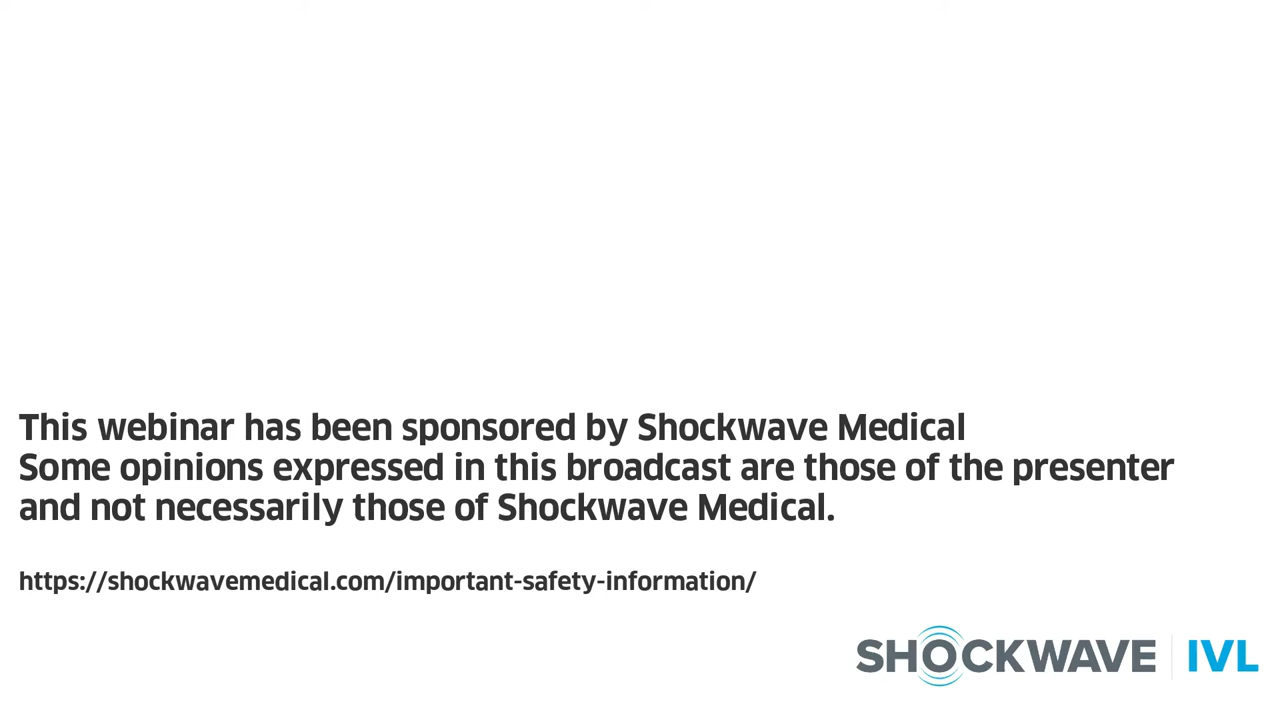 This webinar has been sponsored by Shockwave Medical
Some opinions expressed in this broadcast are those of the presenter
and not necessarily those of Shockwave Medical.
https://shockwavemedical.com/important-safety-information/
SHOCKWAVE | IVL